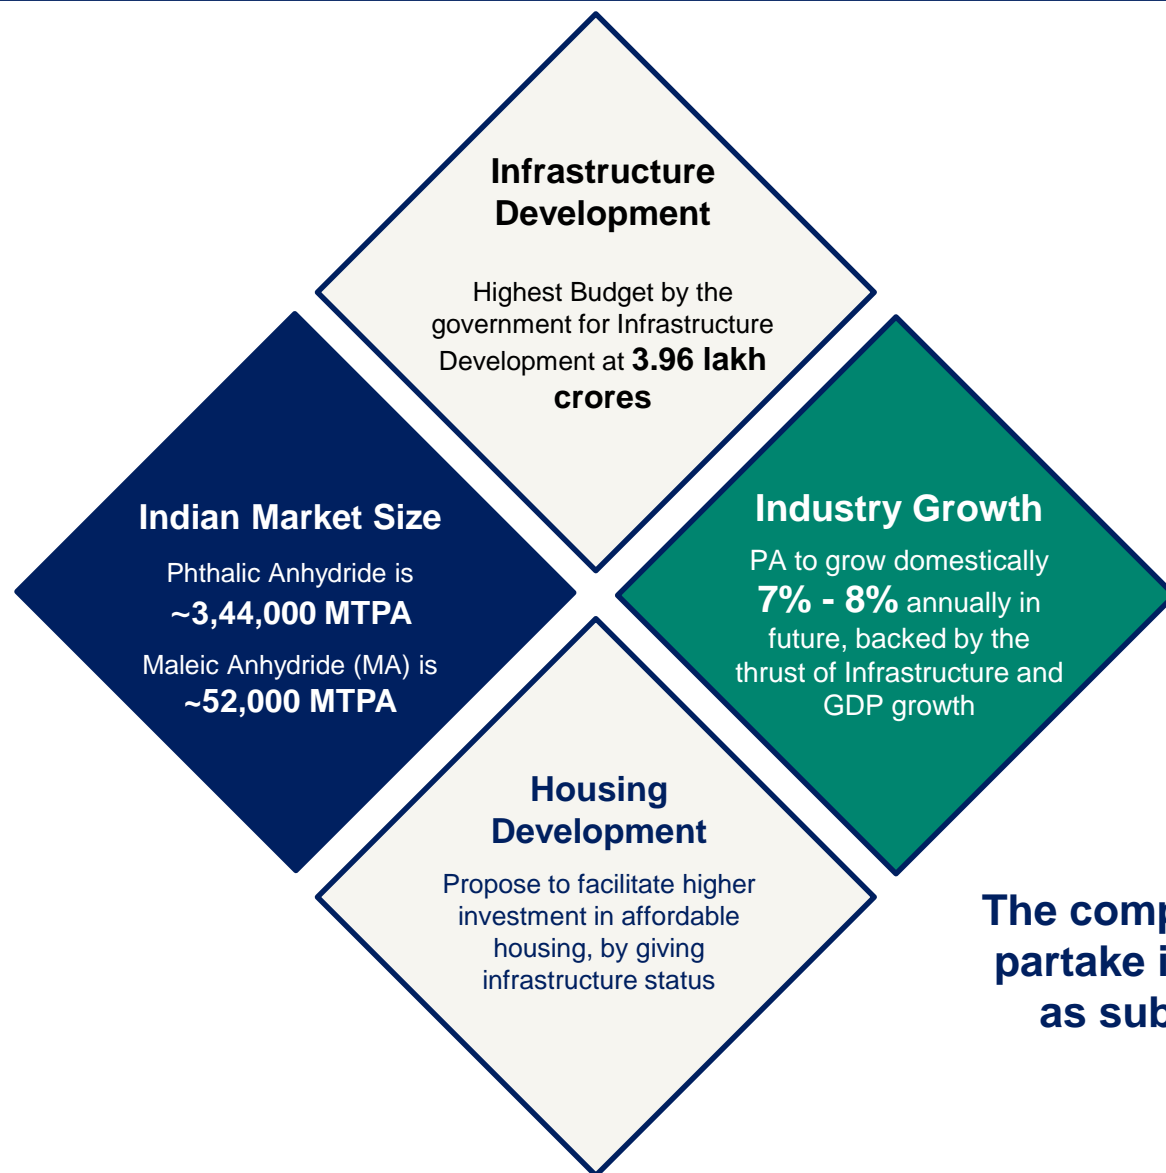 Infrastructure
Development
Highest Budget by the
government for Infrastructure
Development at 3.96 lakh
crores
Indian Market Size
Phthalic Anhydride is
~3,44,000 MTPA
Maleic Anhydride (MA) is
~52,000 MTPA
Industry Growth
PA to grow domestically
7% - 8% annually in
future, backed by the
thrust of Infrastructure and
GDP growth
Housing
Development
Propose to facilitate higher
investment in affordable
housing, by giving
infrastructure status
The
partake
as